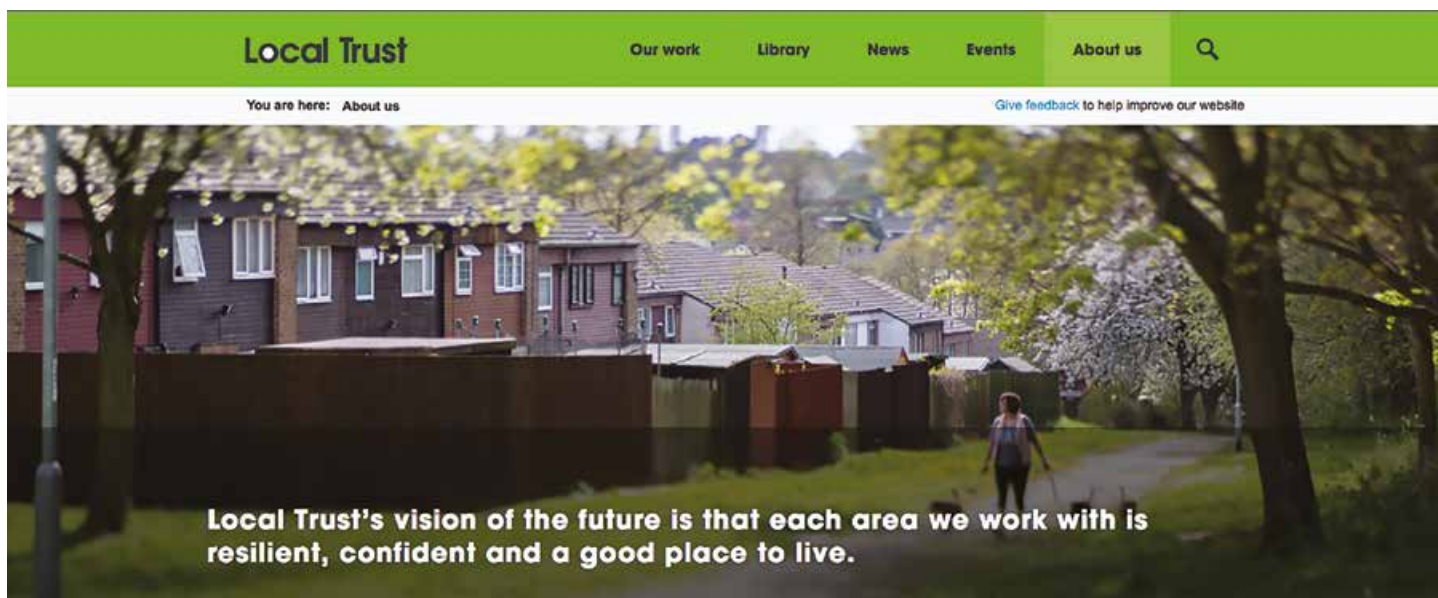 Local Trust
Our work Library News Events About us
You are here: About us
Give feedback to help improve our website
Local Trust's vision of the future is that each area we work with is
resilient, confident and a good place to live.